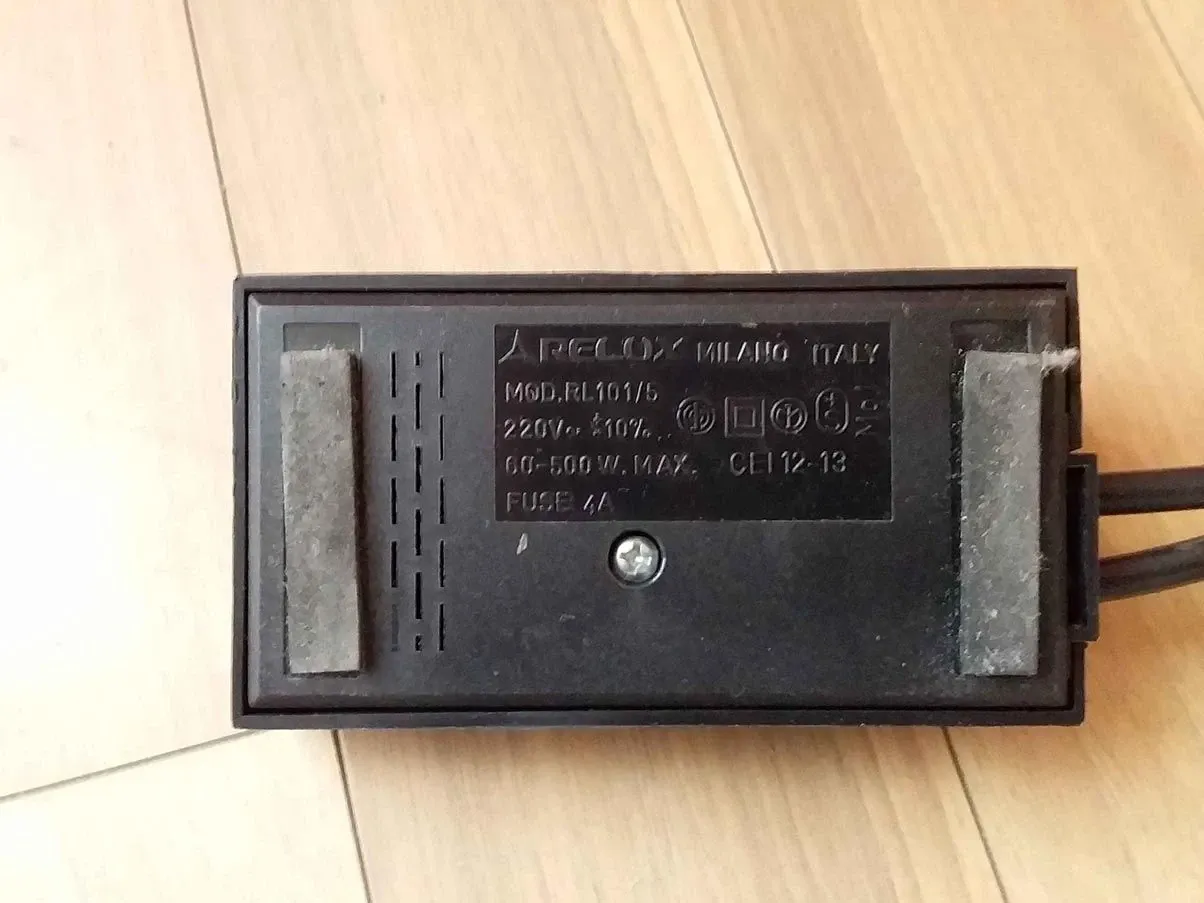 RELUX MILANO ITALY
MOD.RL101/5
220V~ ±10%
60-500 W. MAX. CEI 12-13
FUSE 4A